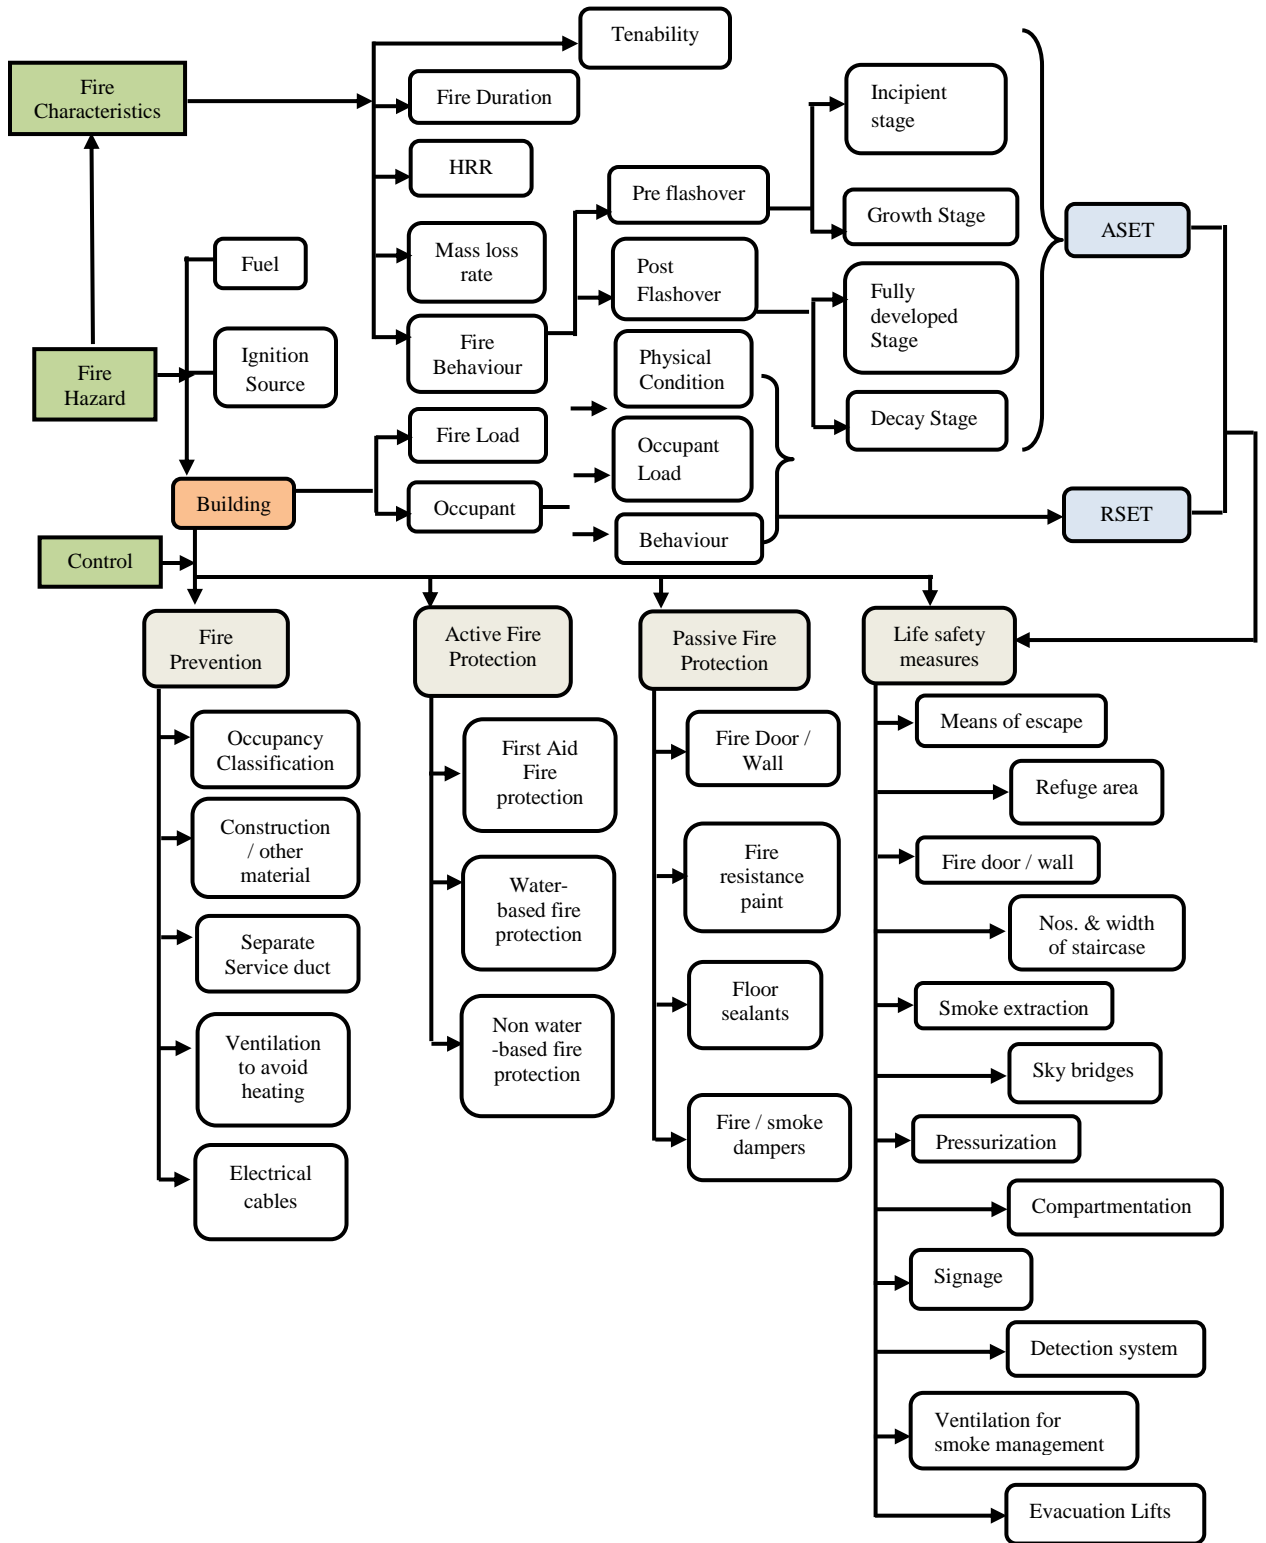 Tenability
Fire
Characteristics
Fire Duration
Incipient
stage
HRR
Pre flashover
Growth Stage
ASET
Fuel
Mass loss
rate
Post
Flashover
Fully
developed
Stage
Ignition
Source
Fire
Behaviour
Physical
Condition
Fire
Hazard
Fire Load
Decay Stage
Occupant
Load
Building
Occupant
RSET
Behaviour
Control
Fire
Prevention
Active Fire
Protection
Passive Fire
Protection
Life safety
measures
Occupancy
Classification
Construction
/ other
material
Separate
Service duct
Ventilation
to avoid
heating
Electrical
cables
First Aid
Fire
protection
Water-
based fire
protection
Non water
-based fire
protection
Fire Door /
Wall
Fire
resistance
paint
Floor
sealants
Fire / smoke
dampers
Means of escape
Refuge area
Fire door / wall
Nos. & width
of staircase
Smoke extraction
Sky bridges
Pressurization
Compartmentation
Signage
Detection system
Ventilation for
smoke management
Evacuation Lifts